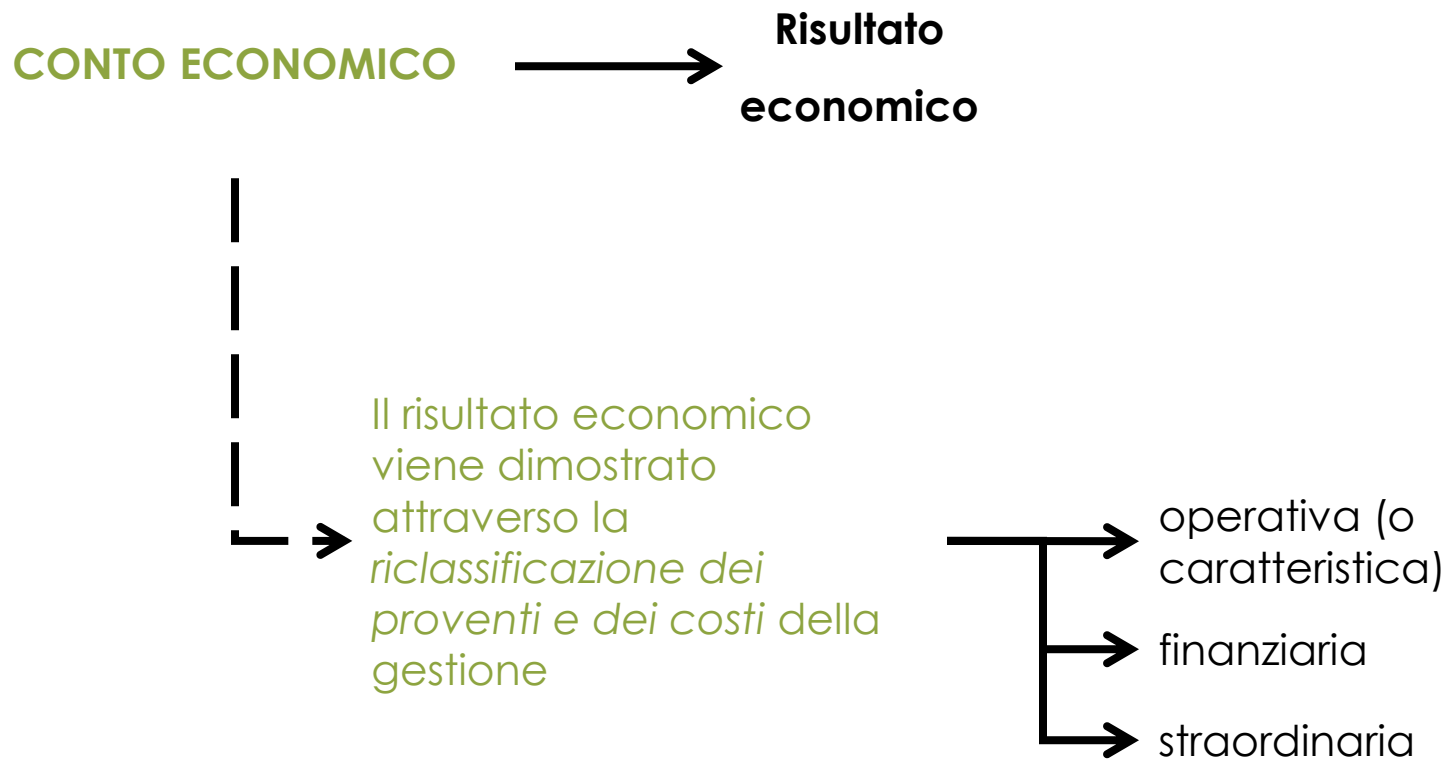 CONTO ECONOMICO
Risultato
economico
Il risultato economico
viene dimostrato
attraverso la
riclassificazione dei
proventi e dei costi della
gestione
operativa (o
caratteristica)
finanziaria
straordinaria